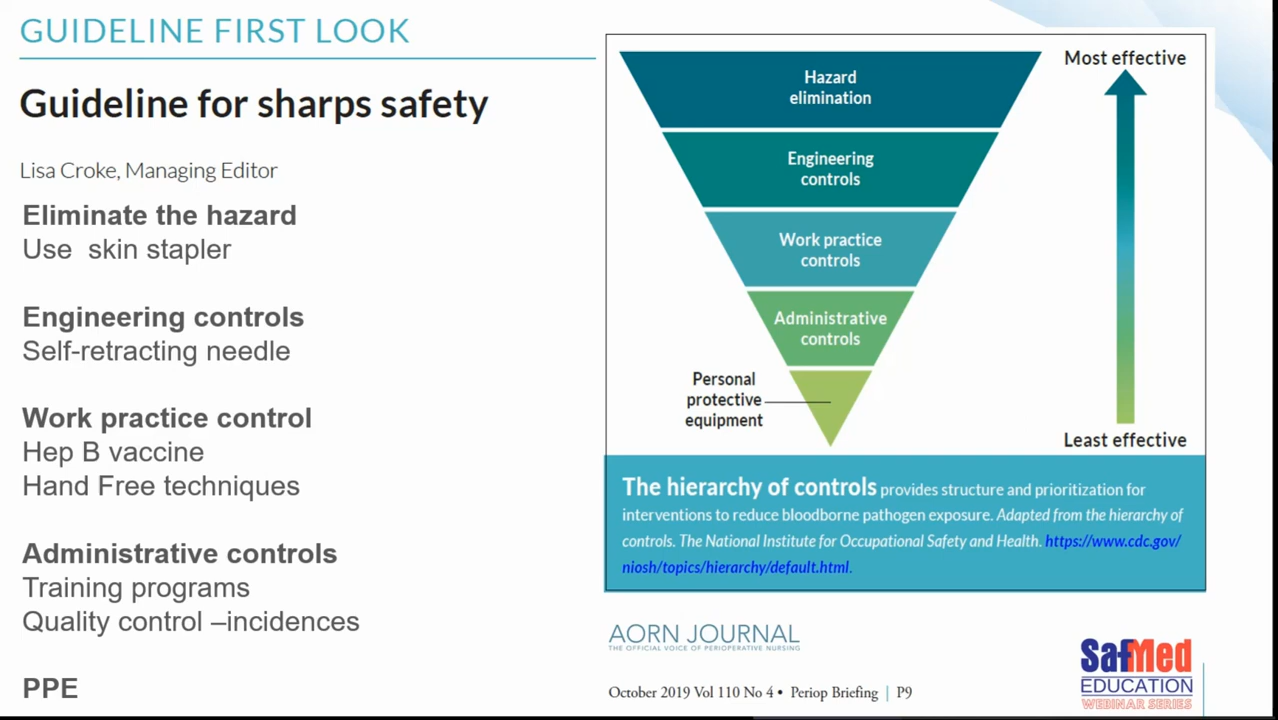 GUIDELINE FIRST LOOK
Guideline for sharps safety
Lisa Croke, Managing Editor
Eliminate the hazard
Use skin stapler
Engineering controls
Self-retracting needle
Work practice control
Hep B vaccine
Hand Free techniques
Administrative controls
Training programs
Quality control –incidences
PPE
Hazard
elimination
Engineering
controls
Work practice
controls
Administrative
controls
Personal
protective
equipment
Most effective
Least effective
The hierarchy of controls provides structure and prioritization for
interventions to reduce bloodborne pathogen exposure. Adapted from the hierarchy of
controls. The National Institute for Occupational Safety and Health. https://www.cdc.gov/
niosh/topics/hierarchy/default.html.
AORN JOURNAL
THE OFFICIAL VOICE OF PERIOPERATIVE NURSING
October 2019 Vol 110 No 4 • Periop Briefing | P9
SafMed
EDUCATION
WEBINAR SERIES